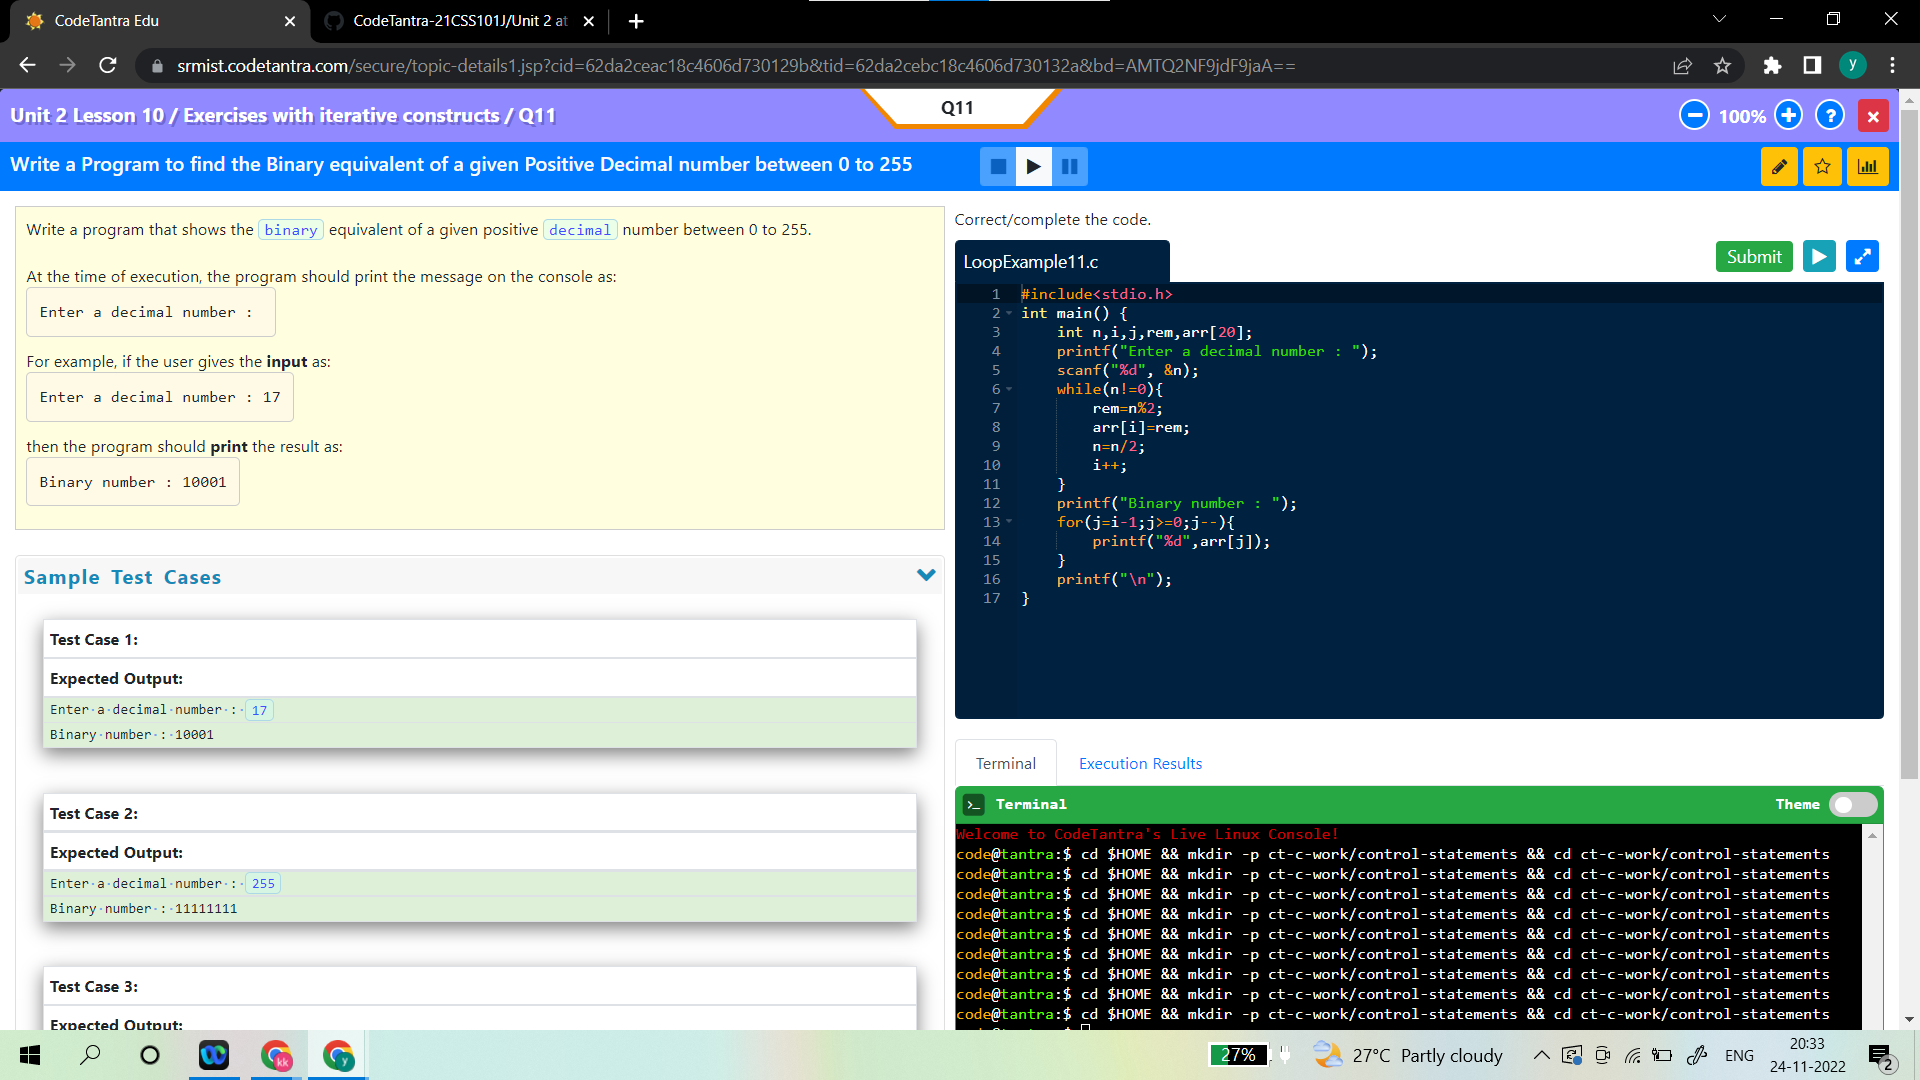 CodeTantra Edu
CodeTantra-21CSS101J/Unit 2 at
srmist.codetantra.com/secure/topic-details1.jsp?cid=62da2ceac18c4606d730129b&tid=62da2cebc18c4606d730132a&bd=AMTQ2NF9jdF9jaA==
y
Unit 2 Lesson 10 / Exercises with iterative constructs / Q11
Q11
100%
?
Write a Program to find the Binary equivalent of a given Positive Decimal number between 0 to 255
Write a program that shows the binary equivalent of a given positive decimal number between 0 to 255.
At the time of execution, the program should print the message on the console as:
Enter a decimal number :
For example, if the user gives the input as:
Enter a decimal number : 17
then the program should print the result as:
Binary number : 10001
Sample Test Cases
Test Case 1:
Expected Output:
Enter·a·decimal·number·:· 17
Binary·number·:·10001
Test Case 2:
Expected Output:
Enter·a·decimal·number·:· 255
Binary·number·:·11111111
Test Case 3:
Expected Output:
Correct/complete the code.
LoopExample11.c
Submit
1 #include<stdio.h>
2 int main() {
3 int n,i,j,rem,arr[20];
4 printf("Enter a decimal number : ");
5 scanf("%d", &n);
6 while(n!=0){
7 rem=n%2;
8 arr[i]=rem;
9 n=n/2;
10 i++;
11 }
12 printf("Binary number : ");
13 for(j=i-1;j>=0;j--){
14 printf("%d",arr[j]);
15 }
16 printf("\n");
17 }
Terminal
Execution Results
Terminal
Theme
Welcome to CodeTantra's Live Linux Console!
code@tantra:$ cd $HOME && mkdir -p ct-c-work/control-statements && cd ct-c-work/control-statements
code@tantra:$ cd $HOME && mkdir -p ct-c-work/control-statements && cd ct-c-work/control-statements
code@tantra:$ cd $HOME && mkdir -p ct-c-work/control-statements && cd ct-c-work/control-statements
code@tantra:$ cd $HOME && mkdir -p ct-c-work/control-statements && cd ct-c-work/control-statements
code@tantra:$ cd $HOME && mkdir -p ct-c-work/control-statements && cd ct-c-work/control-statements
code@tantra:$ cd $HOME && mkdir -p ct-c-work/control-statements && cd ct-c-work/control-statements
code@tantra:$ cd $HOME && mkdir -p ct-c-work/control-statements && cd ct-c-work/control-statements
code@tantra:$ cd $HOME && mkdir -p ct-c-work/control-statements && cd ct-c-work/control-statements
code@tantra:$ cd $HOME && mkdir -p ct-c-work/control-statements && cd ct-c-work/control-statements
kk
y
27%
27°C Partly cloudy
ENG
20:33
24-11-2022
2